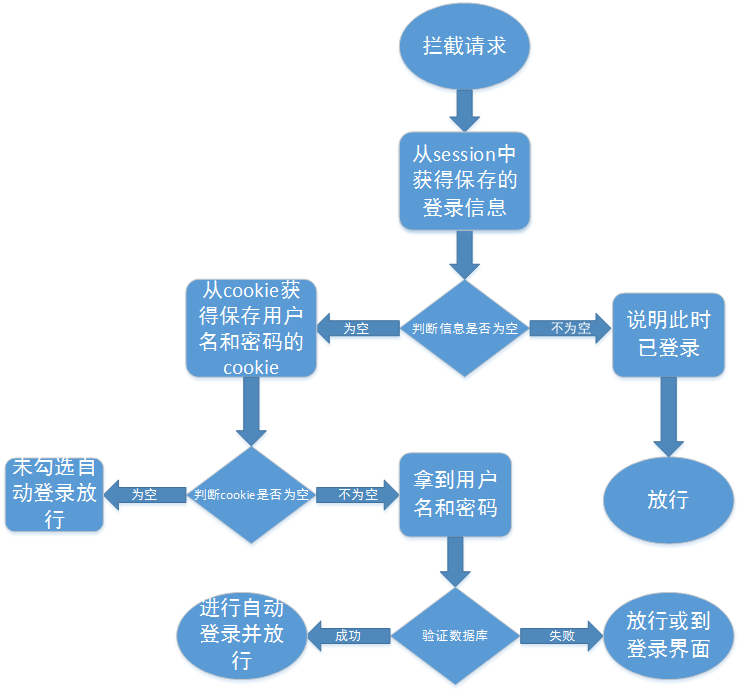 拦截请求
从session中
获得保存的
登录信息
判断信息是否为空
为空
不为空
从cookie获
得保存用户
名和密码的
cookie
说明此时
已登录
放行
判断cookie是否为空
为空
不为空
未勾选自
动登录放
行
拿到用户
名和密码
验证数据库
成功
失败
进行自动
登录并放
行
放行或到
登录界面